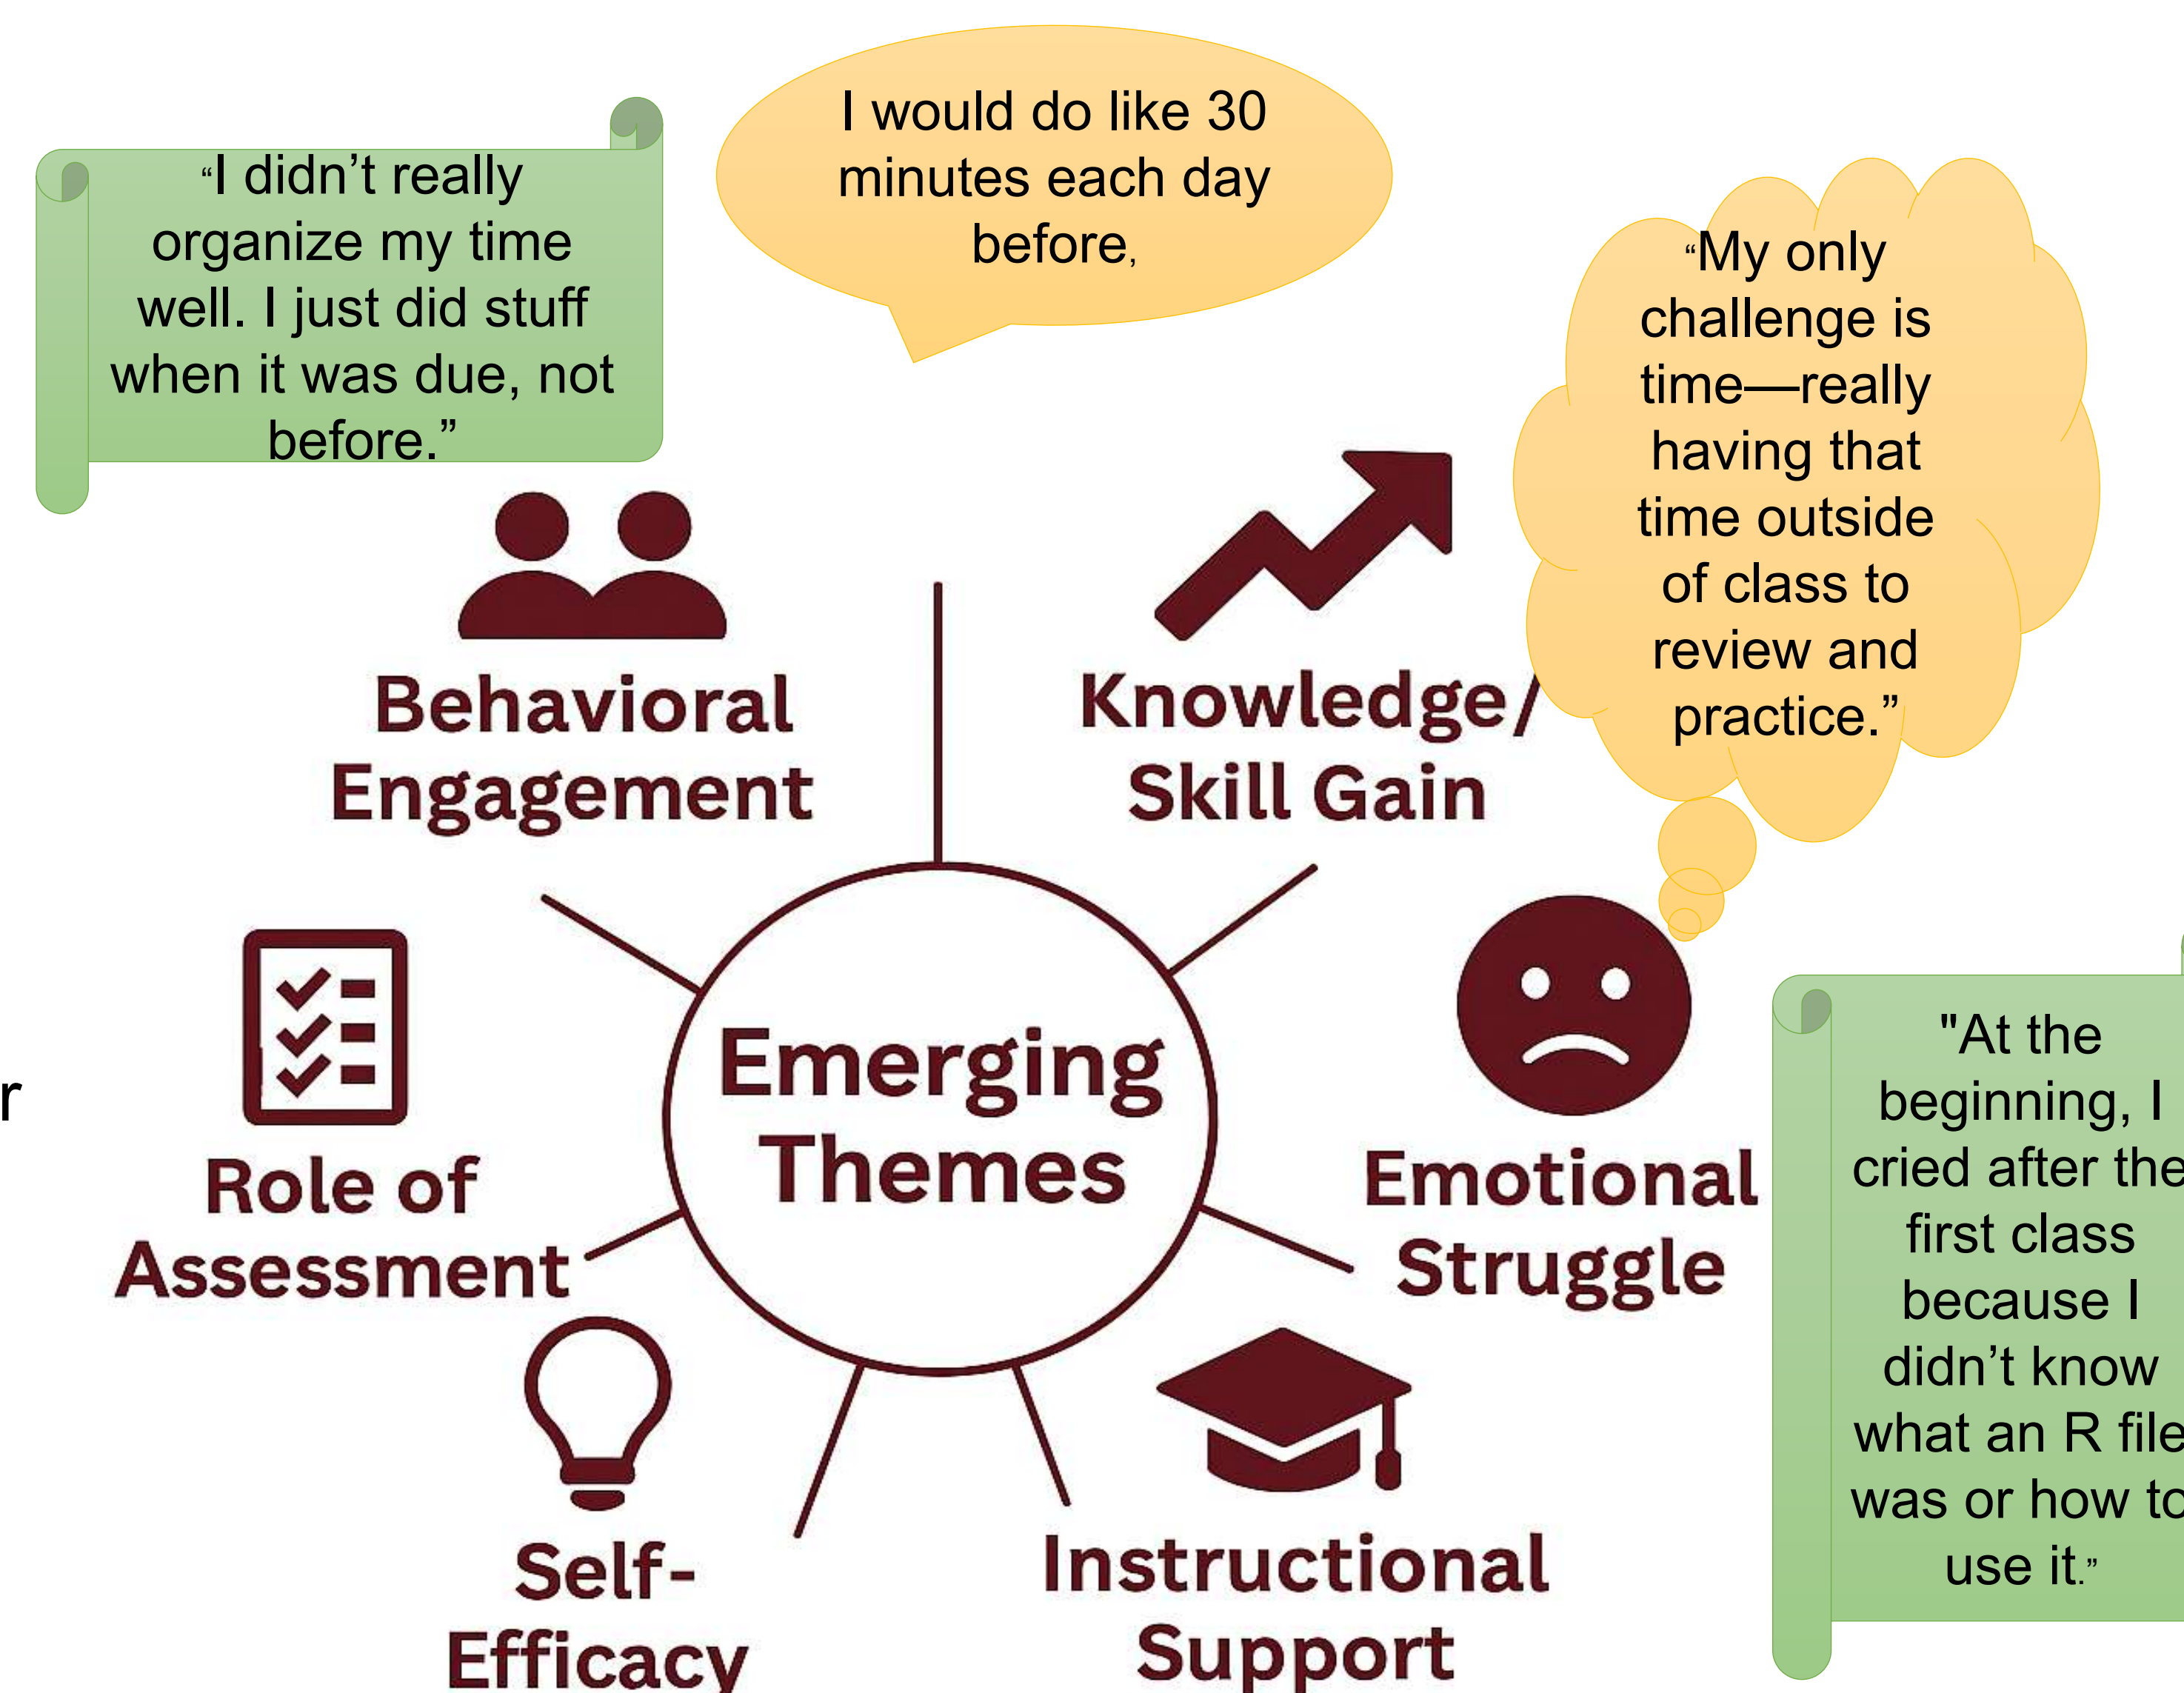 I would do like 30
minutes each day
before,
“I didn’t really
organize my time
well. I just did stuff
when it was due, not
before.”
“My only
challenge is
time—really
having that
time outside
of class to
review and
practice.”
Behavioral
Engagement
Knowledge/
Skill Gain
Emerging
Themes
r
Role of
Assessment
Emotional
Struggle
"At the
beginning, I
cried after the
first class
because I
didn’t know
what an R file
was or how to
use it.”
Self-
Efficacy
Instructional
Support